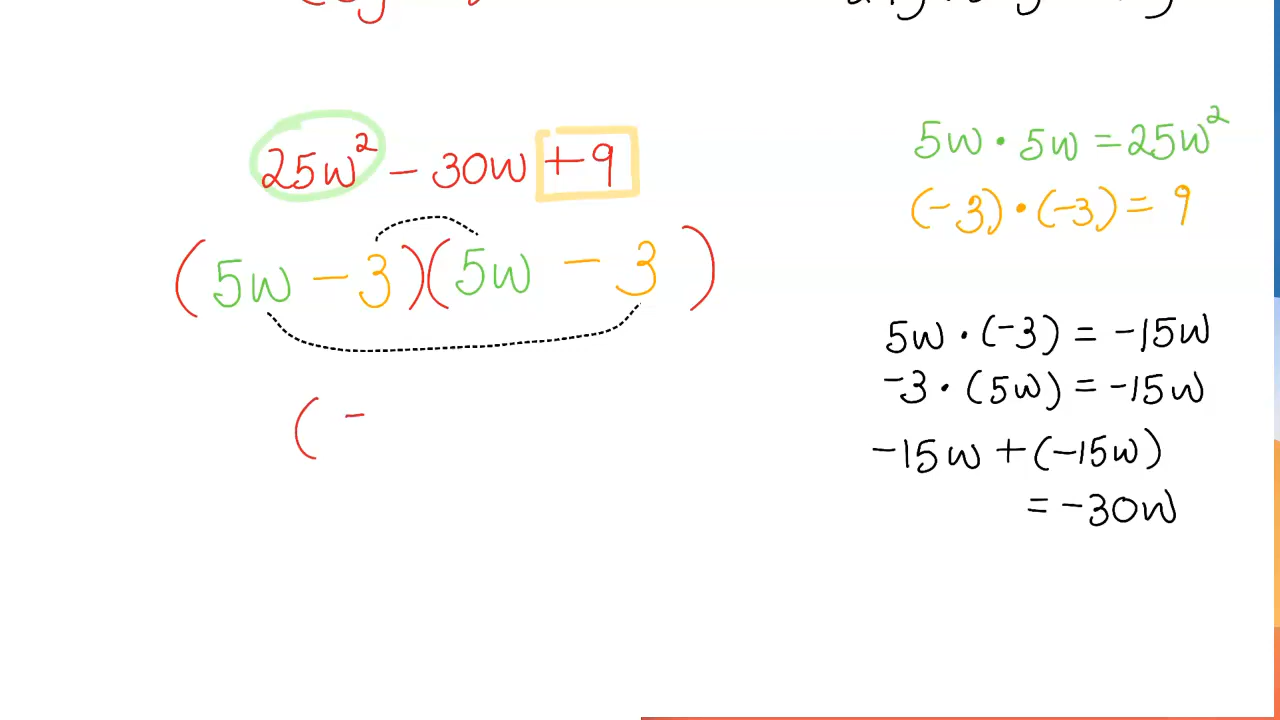 25w² - 30w + 9
(5w - 3)(5w - 3)
(
5w · 5w = 25w²
(-3) · (-3) = 9
5w · (-3) = -15w
-3 · (5w) = -15w
-15w + (-15w)
= -30w